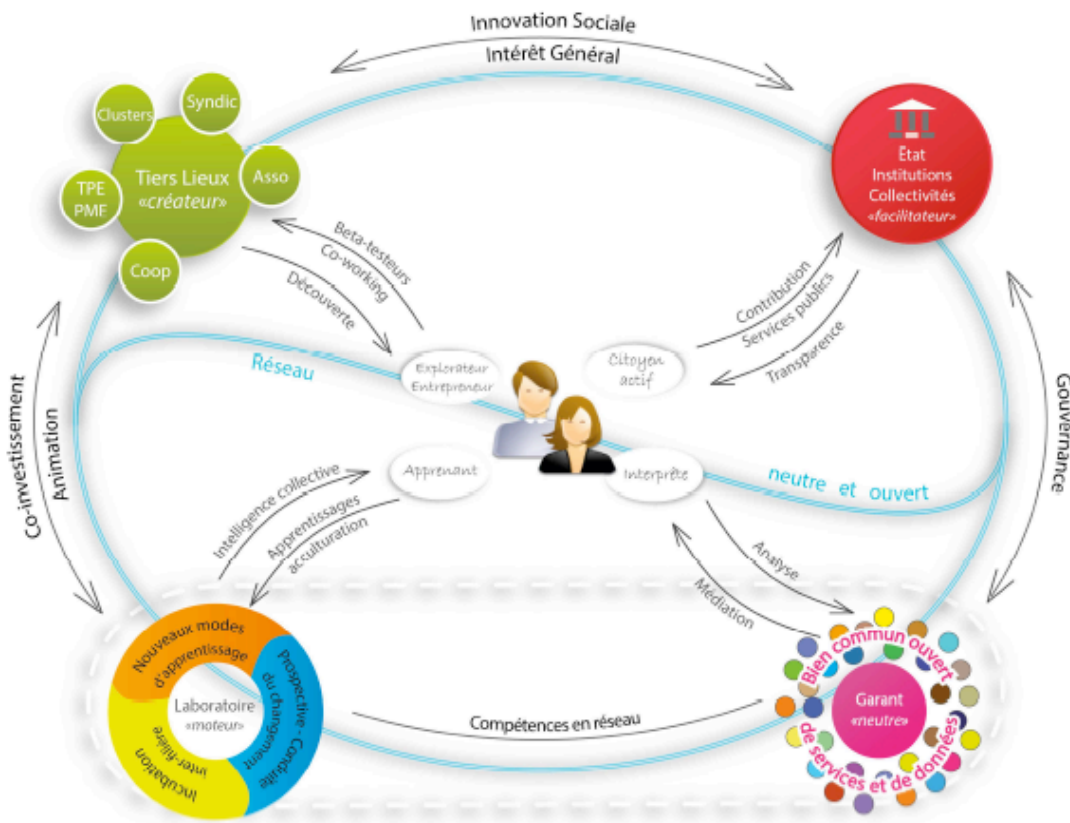 Innovation Sociale
Intérêt Général
Clusters
Syndic
TPE
PME
Tiers Lieux
«créateur»
Asso
Coop
État
Institutions
Collectivités
«facilitateur»
Beta-testeurs
Co-working
Découverte
Contribution
Services publics
Transparence
Réseau
Explorateur
Entrepreneur
Citoyen
actif
Co-investissement
Animation
Gouvernance
Apprenant
Interprête
neutre et ouvert
Intelligence collective
Apprentissages
acculturation
Analyse
Médiation
Nouveaux modes
d'apprentissage
Prospective - Conduite
du changement
Incubation
inter-filière
Laboratoire
«moteur»
Compétences en réseau
Bien commun ouvert
de services et de données
Garant
«neutre»